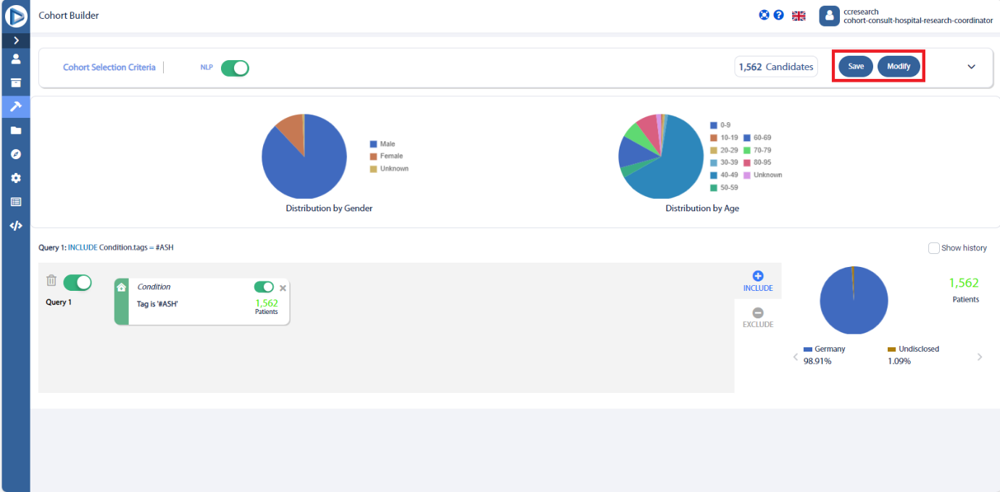 Cohort Builder
ccresearch
cohort-consult-hospital-research-coordinator
Cohort Selection Criteria
NLP
1,562 Candidates
Save
Modify
Male
Female
Unknown
Distribution by Gender
0-9
10-19 60-69
20-29 70-79
30-39 80-95
40-49 Unknown
50-59
Distribution by Age
Query 1: INCLUDE Condition.tags = #ASH
Show history
Query 1
Condition
Tag is '#ASH'
1,562
Patients
INCLUDE
EXCLUDE
1,562
Patients
Germany
98.91%
Undisclosed
1.09%